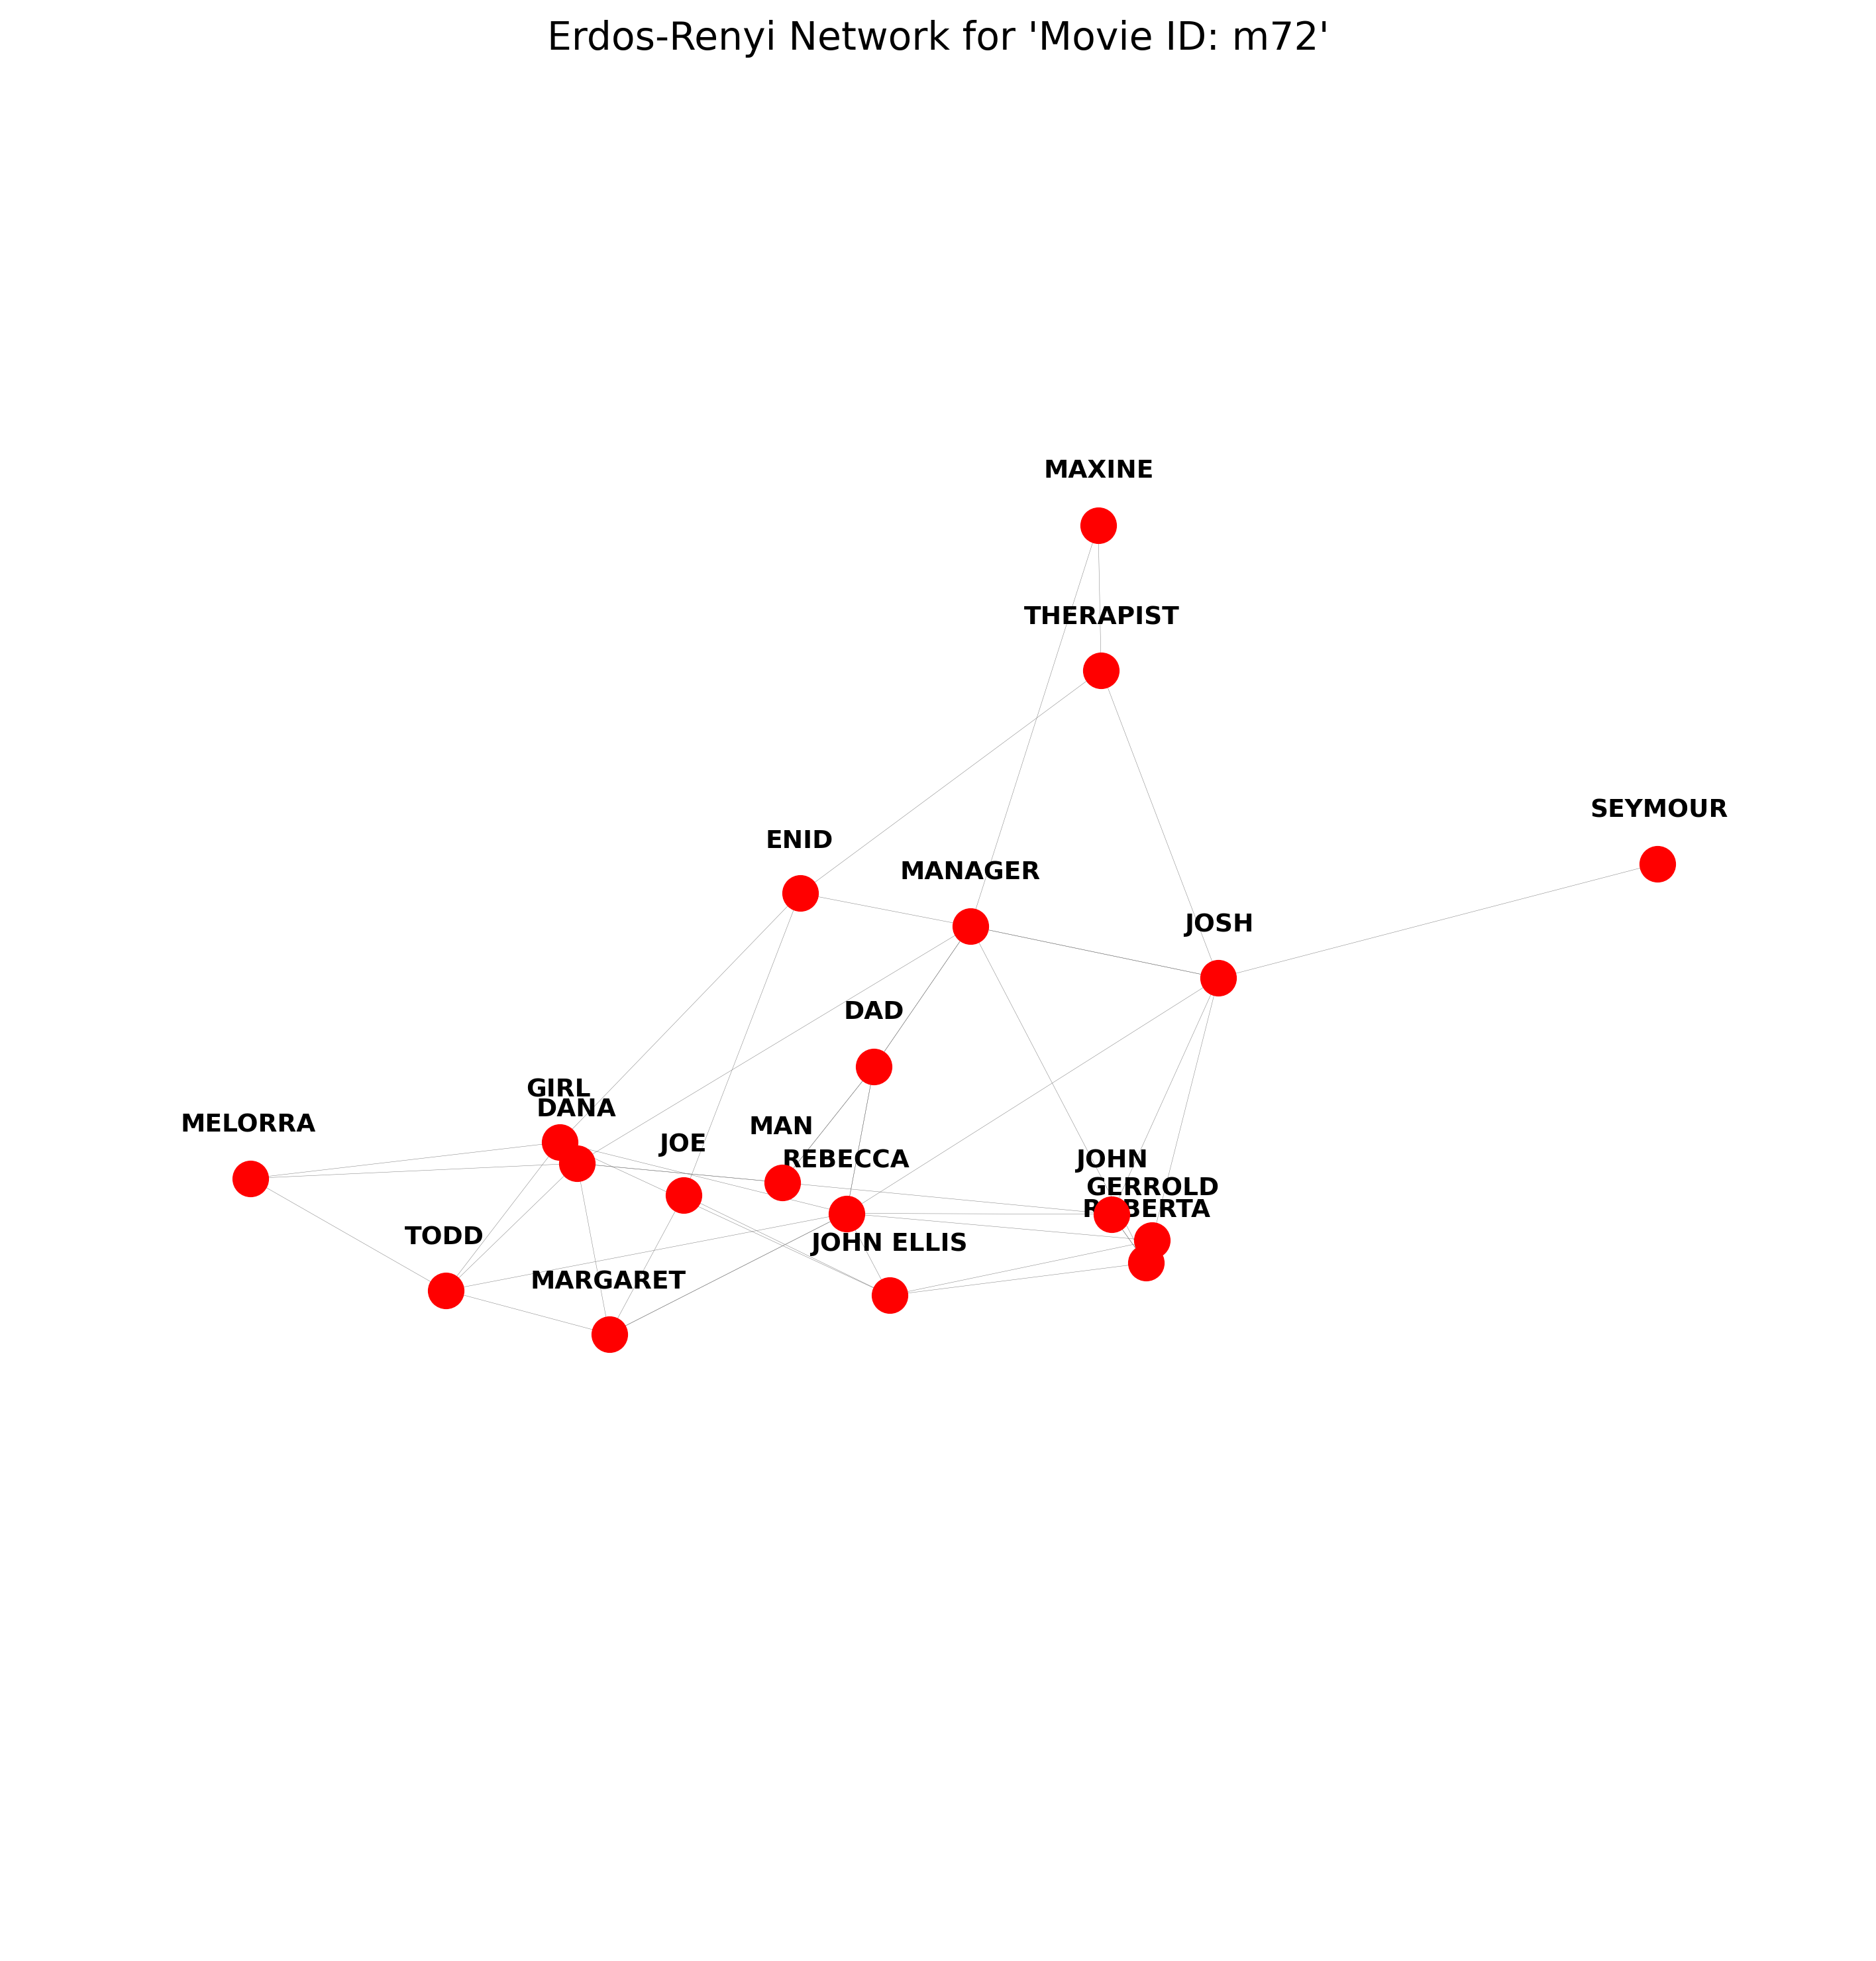 Erdos-Renyi Network for 'Movie ID: m72'
MAXINE
THERAPIST
SEYMOUR
ENID
MANAGER
JOSH
DAD
GIRL
DANA
MELORRA
MAN
JOE
REBECCA
JOHN
GERROLD
ROBERTA
TODD
JOHN ELLIS
MARGARET